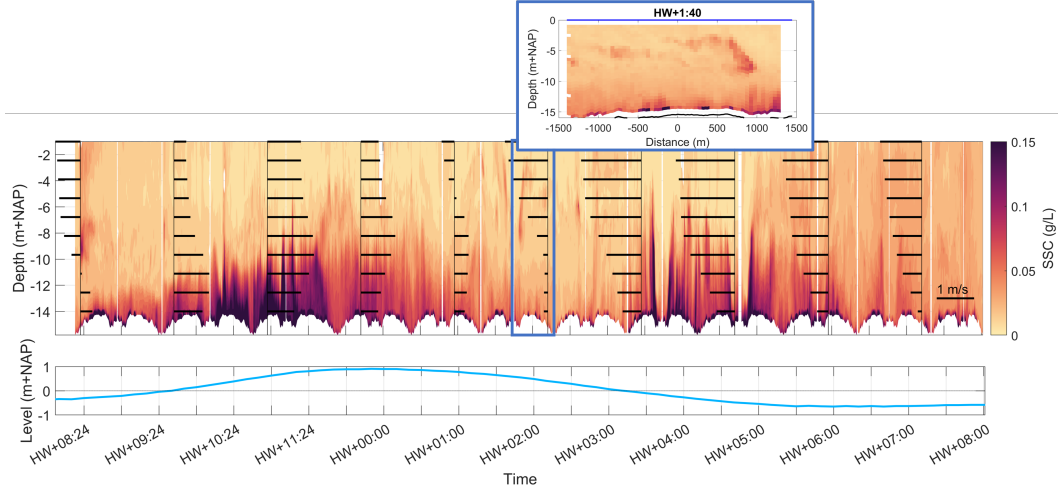 HW+1:40
Depth (m+NAP)
0
-5
-10
-15
-1500
-1000
-500
0
500
1000
1500
Distance (m)
Depth (m+NAP)
-2
-4
-6
-8
-10
-12
-14
1 m/s
0.15
0.1
0.05
0
SSC (g/L)
Level (m+NAP)
1
0
-1
HW+08:24
HW+09:24
HW+10:24
HW+11:24
HW+00:00
HW+01:00
HW+02:00
HW+03:00
HW+04:00
HW+05:00
HW+06:00
HW+07:00
HW+08:00
Time